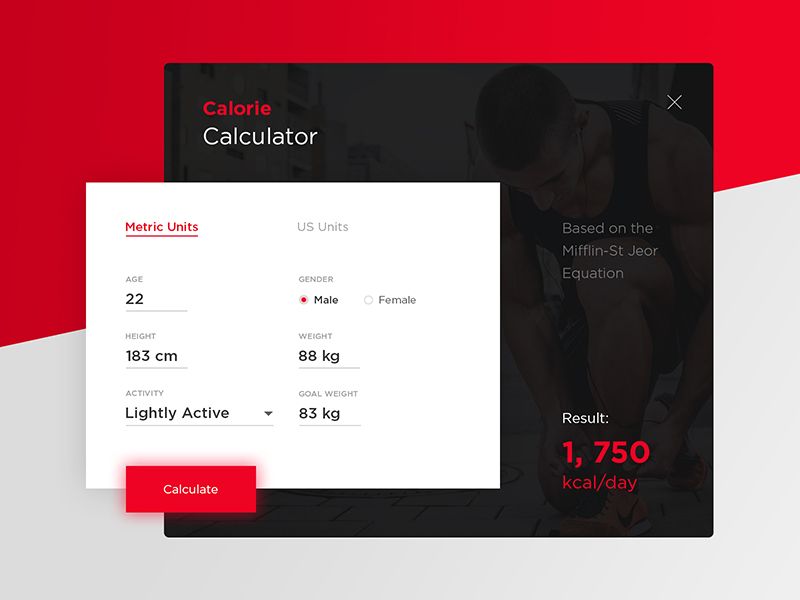 Calorie
Calculator
Metric Units
US Units
AGE
22
GENDER
Male
Female
HEIGHT
183 cm
WEIGHT
88 kg
ACTIVITY
Lightly Active
GOAL WEIGHT
83 kg
Calculate
Based on the
Mifflin-St Jeor
Equation
Result:
1, 750
kcal/day